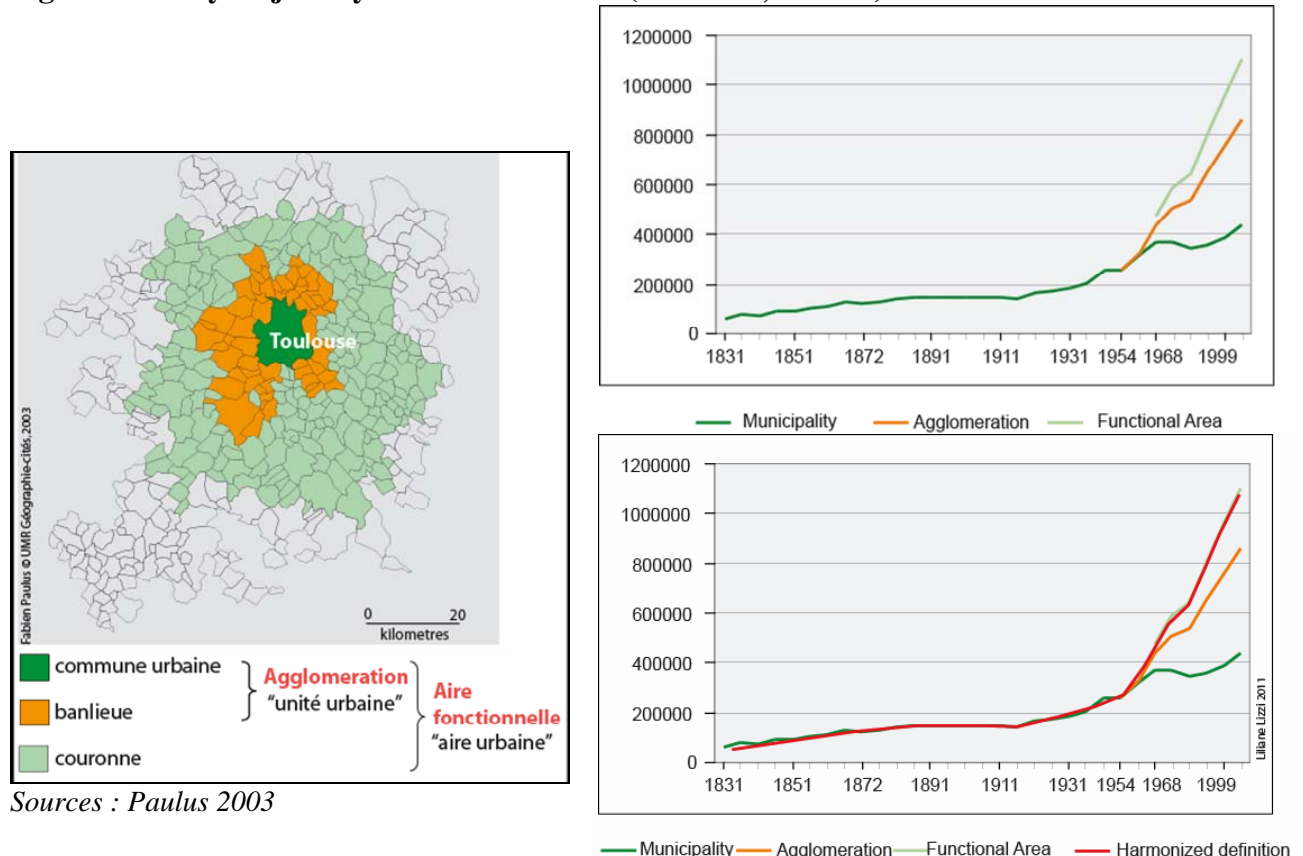 Toulouse
Fabien Paulus © UMR Géographie-cités,2003
0 20
kilometres
commune urbaine
banlieue
couronne
Agglomeration
"unité urbaine"
Aire
fonctionnelle
"aire urbaine"
Sources : Paulus 2003
1200000
1000000
800000
600000
400000
200000
0
1831 1851 1872 1891 1911 1931 1954 1968 1999
Municipality Agglomeration Functional Area
1200000
1000000
800000
600000
400000
200000
0
1831 1851 1872 1891 1911 1931 1954 1968 1999
Liliane Lizzi 2011
Municipality Agglomeration Functional Area Harmonized definition